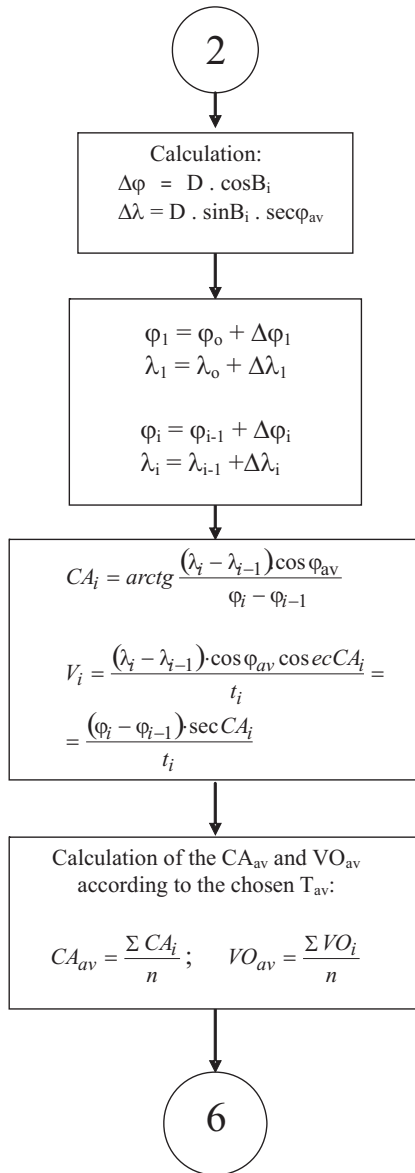 2
Calculation:
Δφ = D . cosB_i
Δλ = D . sinB_i . secφ_av
φ_1 = φ_o + Δφ_1
λ_1 = λ_o + Δλ_1
φ_i = φ_i-1 + Δφ_i
λ_i = λ_i-1 +Δλ_i
CA_i = arctg (λ_i − λ_i−1).cos φ_av / φ_i − φ_i−1
V_i = (λ_i − λ_i−1)·cos φ_av cos ecCA_i / t_i =
= (φ_i − φ_i−1)·sec CA_i / t_i
Calculation of the CA_av and VO_av
according to the chosen T_av:
CA_av = Σ CA_i / n ; VO_av = Σ VO_i / n
6